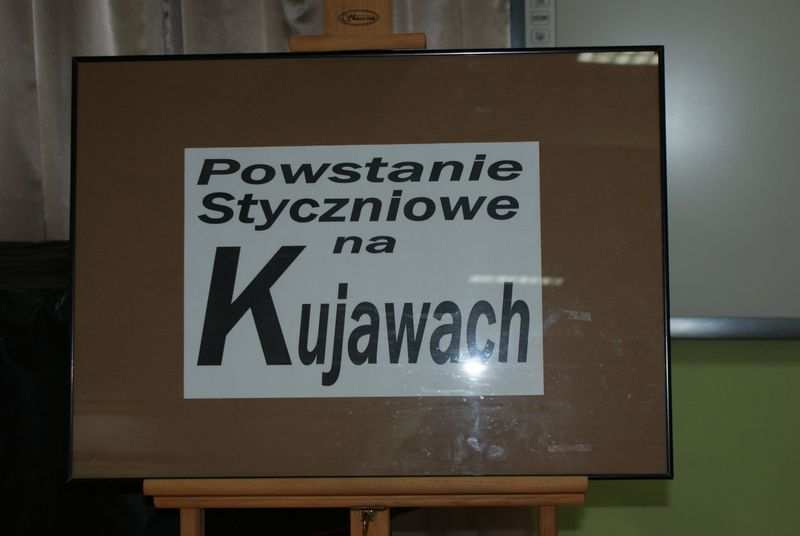 Powstanie
Styczniowe
na
Kujawach